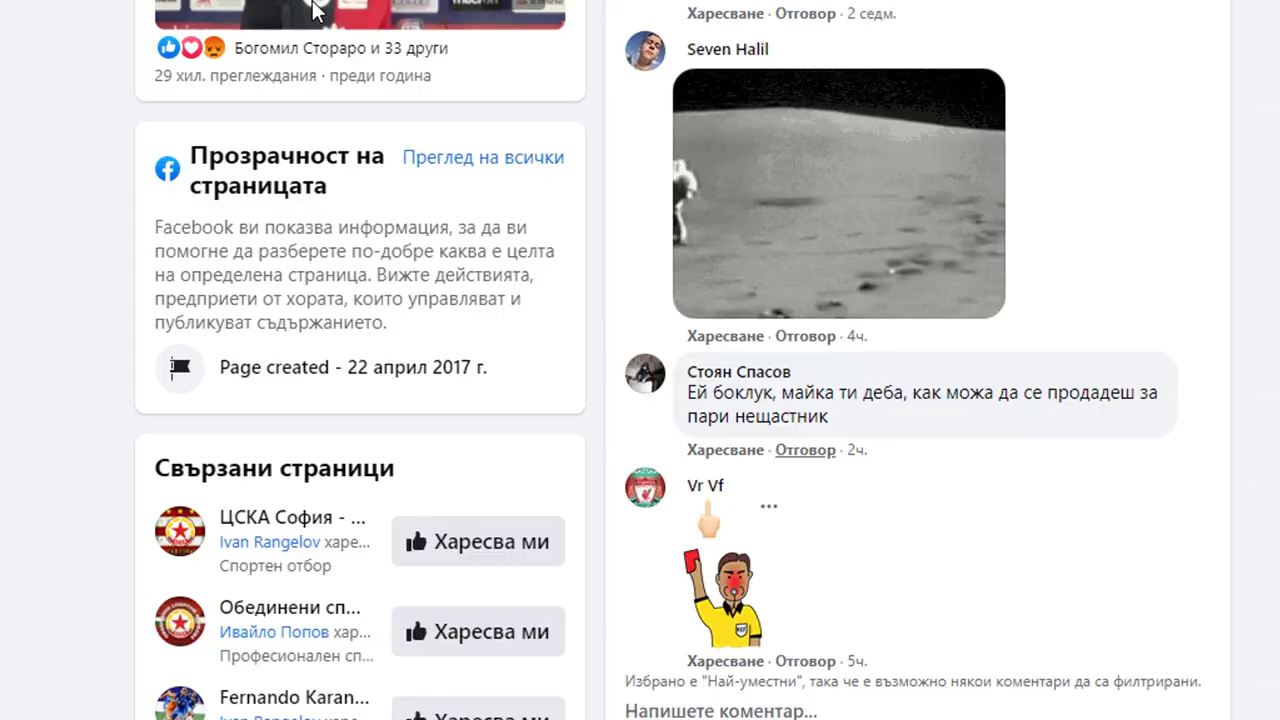 Богомил Стораро и 33 други
29 хил. преглеждания · преди година
Прозрачност на
страницата
Преглед на всички
Facebook ви показва информация, за да ви
помогне да разберете по-добре каква е целта
на определена страница. Вижте действията,
предприети от хората, които управляват и
публикуват съдържанието.
Page created - 22 април 2017 г.
Свързани страници
ЦСКА София - ...
Ivan Rangelov харе...
Спортен отбор
Харесва ми
Обединени сп...
Ивайло Попов хар...
Професионален сп...
Харесва ми
Fernando Karan...
Харесване · Отговор · 2 седм.
Seven Halil
Харесване · Отговор · 4ч.
Стоян Спасов
Ей боклук, майка ти деба, как можа да се продадеш за
пари нещастник
Харесване · Отговор · 2ч.
Vr Vf
Харесване · Отговор · 5ч.
Избрано е "Най-уместни", така че е възможно някои коментари да са филтрирани.
Напишете коментар...